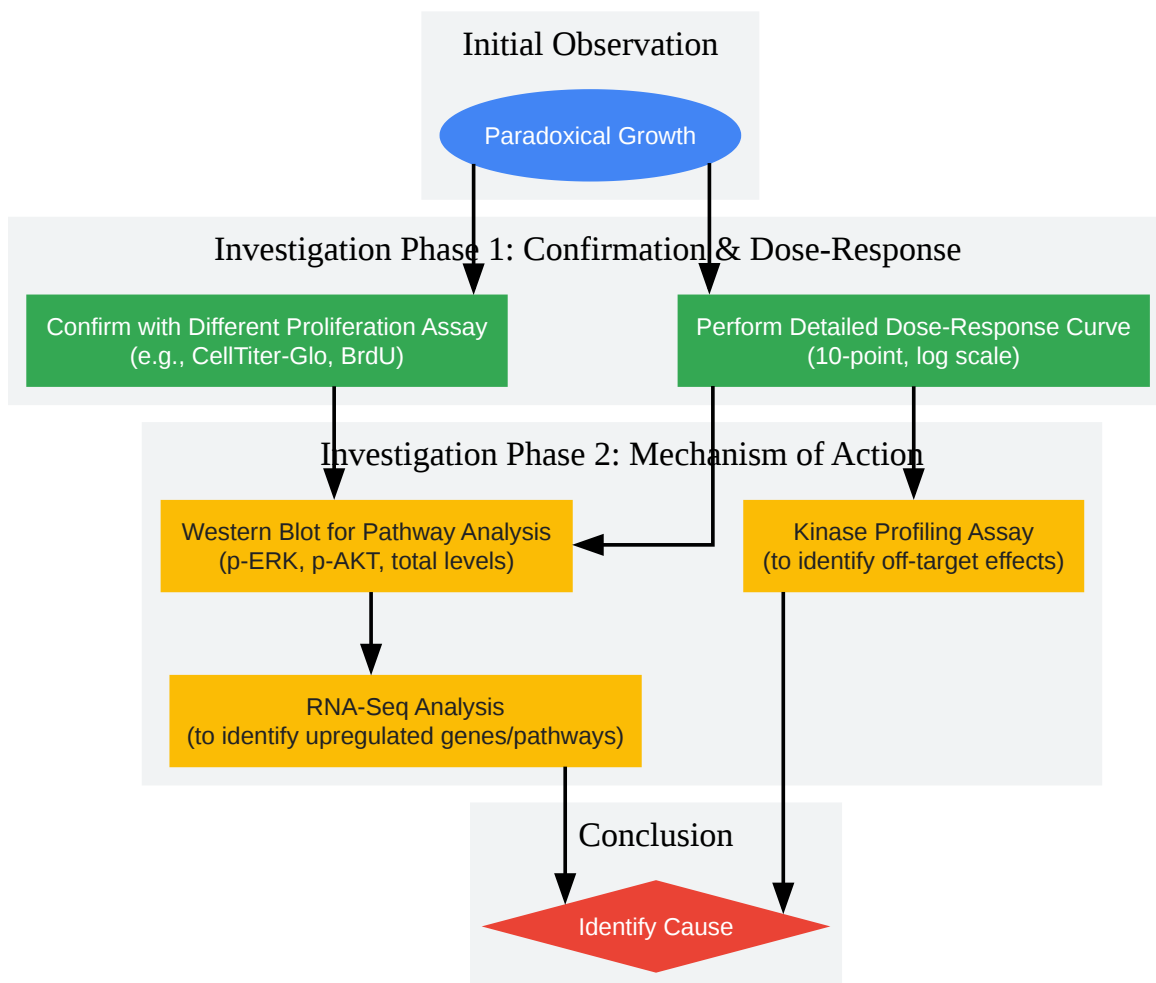 Initial Observation
Paradoxical Growth
Investigation Phase 1: Confirmation & Dose-Response
Confirm with Different Proliferation Assay
(e.g., CellTiter-Glo, BrdU)
Perform Detailed Dose-Response Curve
(10-point, log scale)
Investigation Phase 2: Mechanism of Action
Western Blot for Pathway Analysis
(p-ERK, p-AKT, total levels)
Kinase Profiling Assay
(to identify off-target effects)
RNA-Seq Analysis
(to identify upregulated genes/pathways)
Conclusion
Identify Cause